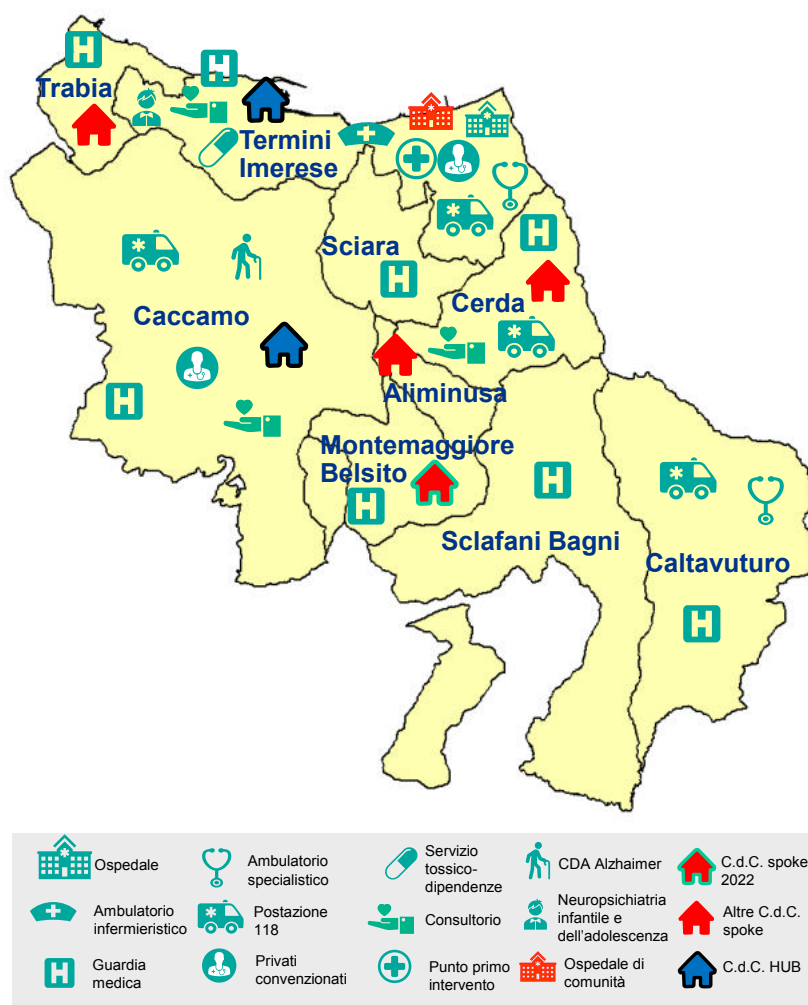 Trabia
Termini
Imerese
Sciara
Cerda
Caccamo
Aliminusa
Montemaggiore
Belsito
Sclafani Bagni
Caltavuturo
Ospedale
Ambulatorio
specialistico
Servizio
tossico-
dipendenze
CDA Alzhaimer
C.d.C. spoke
2022
Ambulatorio
infermieristico
Postazione
118
Consultorio
Neuropsichiatria
infantile e
dell'adolescenza
Altre C.d.C.
spoke
Guardia
medica
Privati
convenzionati
Punto primo
intervento
Ospedale di
comunità
C.d.C. HUB